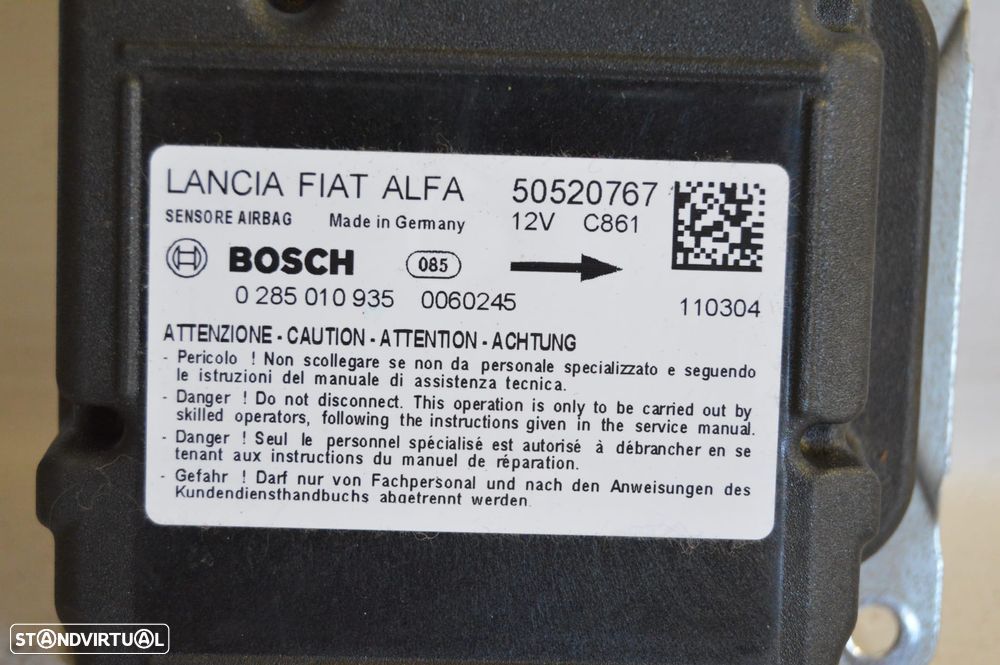 LANCIA FIAT ALFA 50520767
SENSORE AIRBAG Made in Germany 12V C861
BOSCH 085
0 285 010 935 0060245 110304
ATTENZIONE - CAUTION - ATTENTION - ACHTUNG
- Pericolo ! Non scollegare se non da personale specializzato e seguendo
le istruzioni del manuale di assistenza tecnica.
- Danger ! Do not disconnect. This operation is only to be carried out by
skilled operators, following the instructions given in the service manual.
- Danger ! Seul le personnel spécialisé est autorisé à débrancher en se
tenant aux instructions du manuel de réparation.
- Gefahr ! Darf nur von Fachpersonal und nach den Anweisungen des
Kundendiensthandbuchs abgetrennt werden.
STANDVIRTUAL